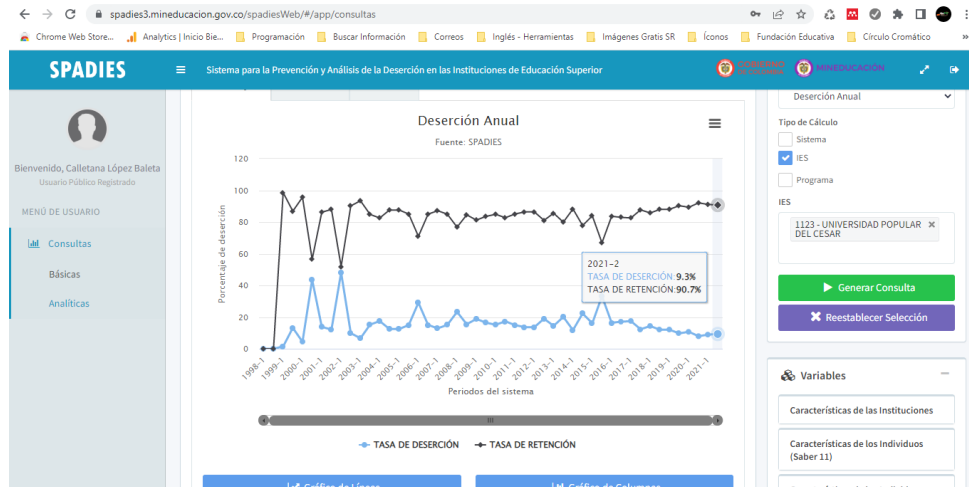 spadies3.mineducacion.gov.co/spadiesWeb/#/app/consultas
Chrome Web Store... Analytics | Inicio Bie... Programación Buscar Información Correos Inglés - Herramientas Imágenes Gratis SR Íconos Fundación Educativa Círculo Cromático »
SPADIES
Sistema para la Prevención y Análisis de la Deserción en las Instituciones de Educación Superior
MINEDUCACIÓN
Bienvenido, Calletana López Baleta
Usuario Público Registrado
MENÚ DE USUARIO
Consultas
Básicas
Analíticas
Deserción Anual
Fuente: SPADIES
Porcentaje de deserción
120
100
80
60
40
20
0
2021-2
TASA DE DESERCIÓN: 9.3%
TASA DE RETENCIÓN:90.7%
1998-1 1999-1 2000-1 2001-1 2002-1 2003-1 2004-1 2005-1 2006-1 2007-1 2008-1 2009-1 2010-1 2011-1 2012-1 2013-1 2014-1 2015-1 2016-1 2017-1 2018-1 2019-1 2020-1 2021-1
Periodos del sistema
TASA DE DESERCIÓN TASA DE RETENCIÓN
Gráfico de Líneas
Gráfico de Columnas
Deserción Anual
Tipo de Cálculo
Sistema
IES
Programa
IES
1123 - UNIVERSIDAD POPULAR
DEL CESAR
Generar Consulta
Reestablecer Selección
Variables
Características de las Instituciones
Características de los Individuos
(Saber 11)